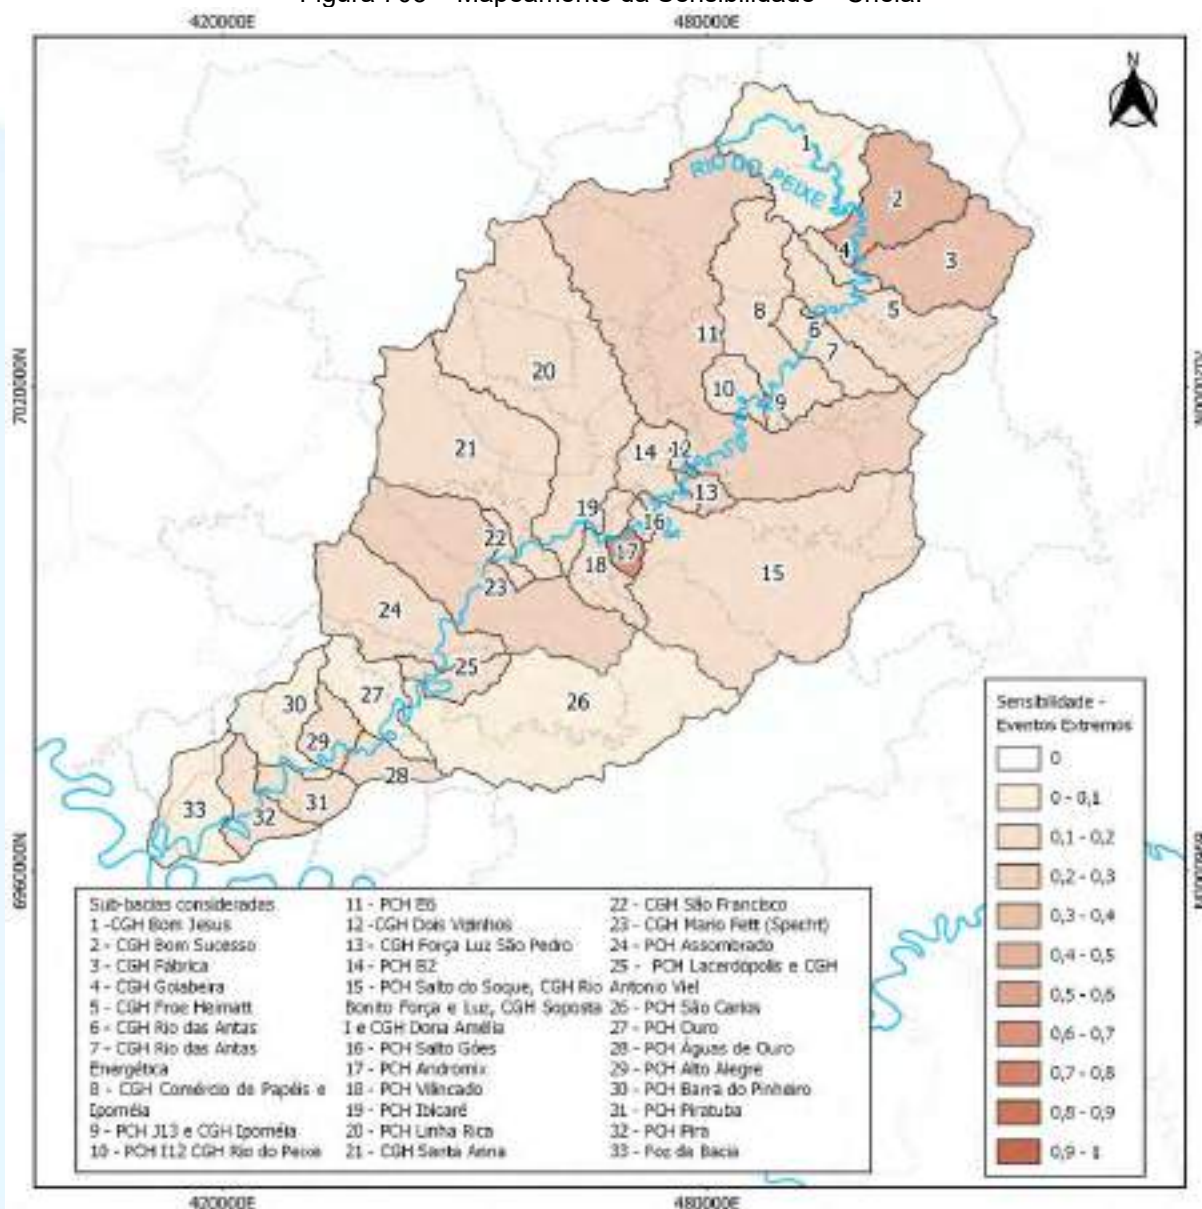 420000E
480000E
N
RIO DO PEIXE
1
2
3
4
5
6
7
8
9
10
11
12
13
14
15
16
17
18
19
20
21
22
23
24
25
26
27
28
29
30
31
32
33
7020000N
7020000N
6960000N
6960000N
Sensibilidade -
Eventos Extremos
0
0 - 0,1
0,1 - 0,2
0,2 - 0,3
0,3 - 0,4
0,4 - 0,5
0,5 - 0,6
0,6 - 0,7
0,7 - 0,8
0,8 - 0,9
0,9 - 1
Sub-bacias consideradas
1 -CGH Bom Jesus
2 - CGH Bom Sucesso
3 - CGH Fábrica
4 - CGH Goiabeira
5 - CGH Froe Heimatt
6 - CGH Rio das Antas
7 - CGH Rio das Antas
Energética
8 - CGH Comércio de Papéis e
Ipoméia
9 - PCH J13 e CGH Ipoméia
10 - PCH I12 CGH Rio do Peixe
11 - PCH E6
12 -CGH Dois Vizinhos
13 - CGH Força Luz São Pedro
14 - PCH B2
15 - PCH Salto do Soque, CGH Rio
Bonito Força e Luz, CGH Soposta
I e CGH Dona Amélia
16 - PCH Salto Góes
17 - PCH Andromix
18 - PCH Vilincado
19 - PCH Ibicaré
20 - PCH Linha Rica
21 - CGH Santa Anna
22 - CGH São Francisco
23 - CGH Mario Fett (Specht)
24 - PCH Assombrado
25 - PCH Lacerdópolis e CGH
Antonio Viel
26 - PCH São Carlos
27 - PCH Ouro
28 - PCH Águas de Ouro
29 - PCH Alto Alegre
30 - PCH Barra do Pinheiro
31 - PCH Piratuba
32 - PCH Pira
33 - Foz da Bacia
420000E
480000E